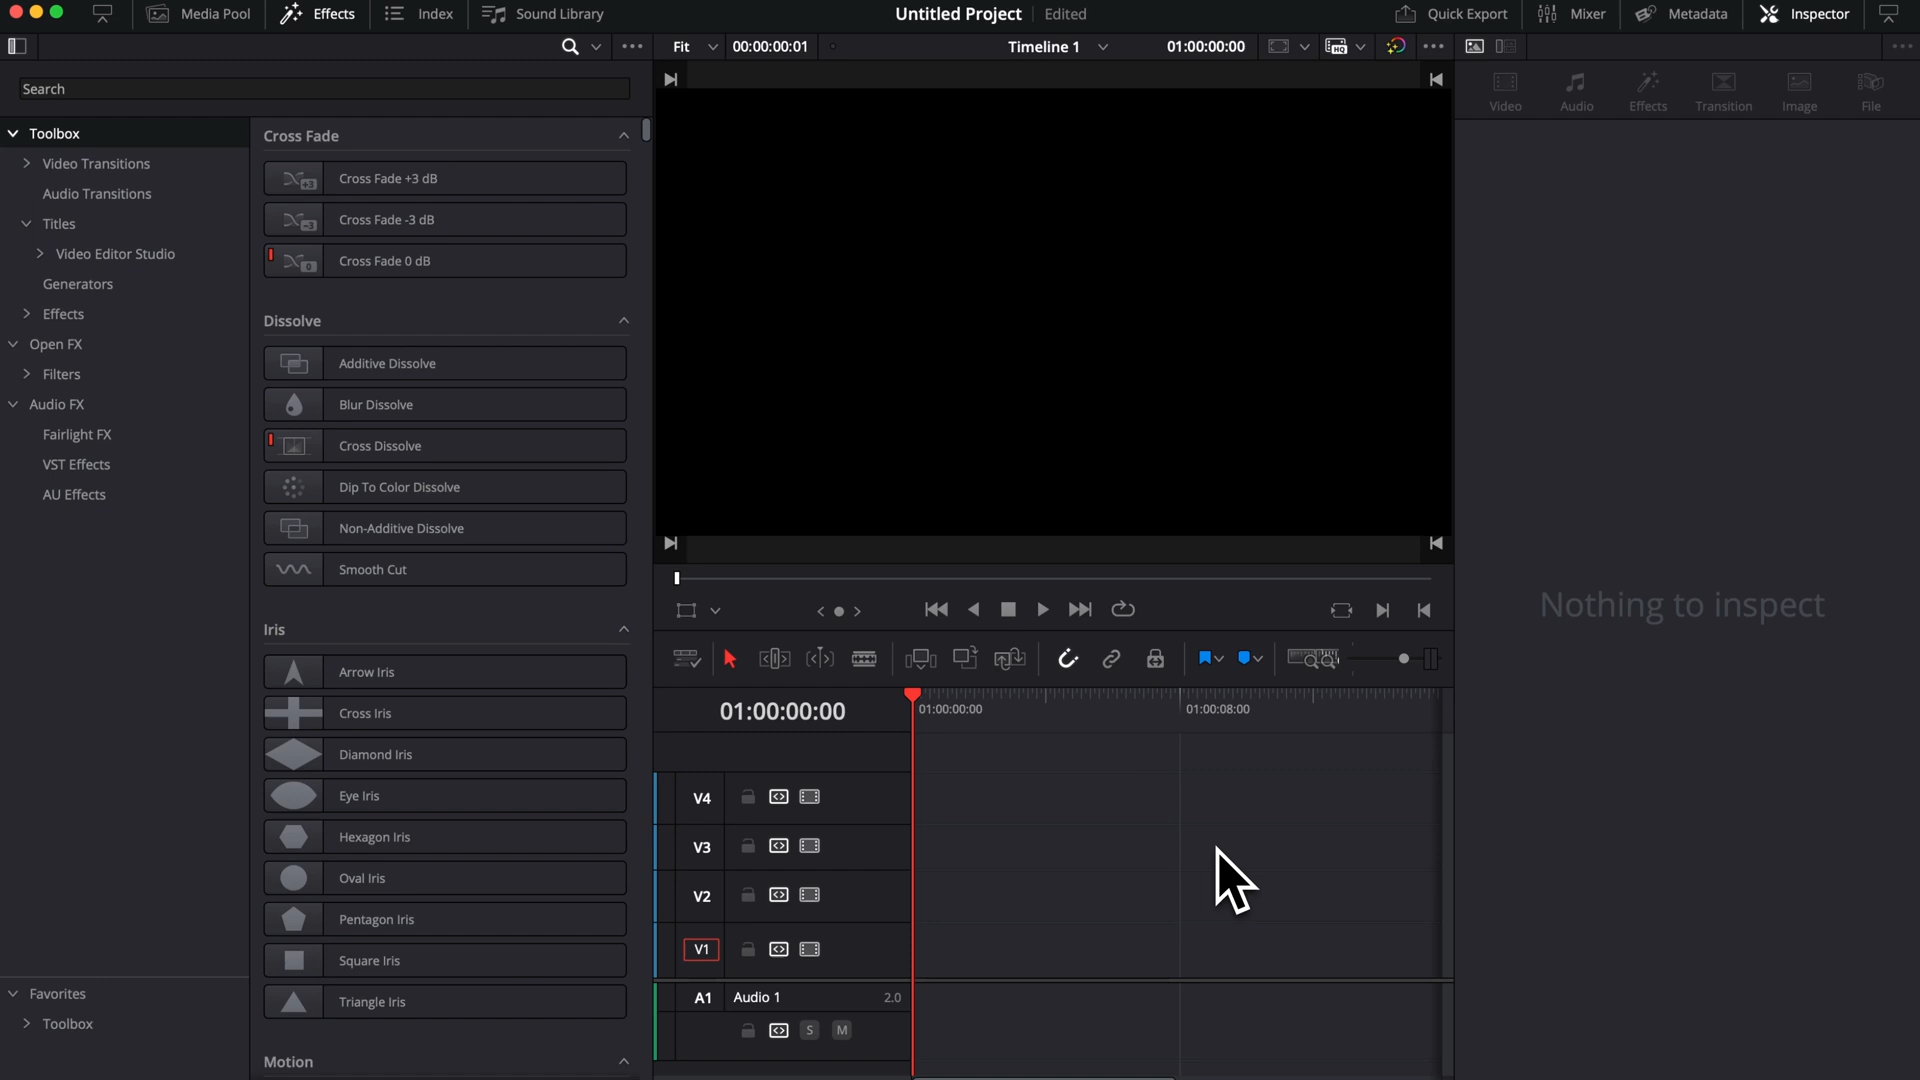 Media Pool
Effects
Index
Sound Library
Untitled Project
Edited
Quick Export
Mixer
Metadata
Inspector
Fit
00:00:00:01
Timeline 1
01:00:00:00
HQ
Search
Video
Audio
Effects
Transition
Image
File
Toolbox
Video Transitions
Audio Transitions
Titles
Video Editor Studio
Generators
Effects
Open FX
Filters
Audio FX
Fairlight FX
VST Effects
AU Effects
Favorites
Toolbox
Cross Fade
+3
Cross Fade +3 dB
-3
Cross Fade -3 dB
0
Cross Fade 0 dB
Dissolve
Additive Dissolve
Blur Dissolve
Cross Dissolve
Dip To Color Dissolve
Non-Additive Dissolve
Smooth Cut
Iris
Arrow Iris
Cross Iris
Diamond Iris
Eye Iris
Hexagon Iris
Oval Iris
Pentagon Iris
Square Iris
Triangle Iris
Motion
Nothing to inspect
01:00:00:00
01:00:00:00
01:00:08:00
V4
V3
V2
V1
A1
Audio 1
2.0
S
M